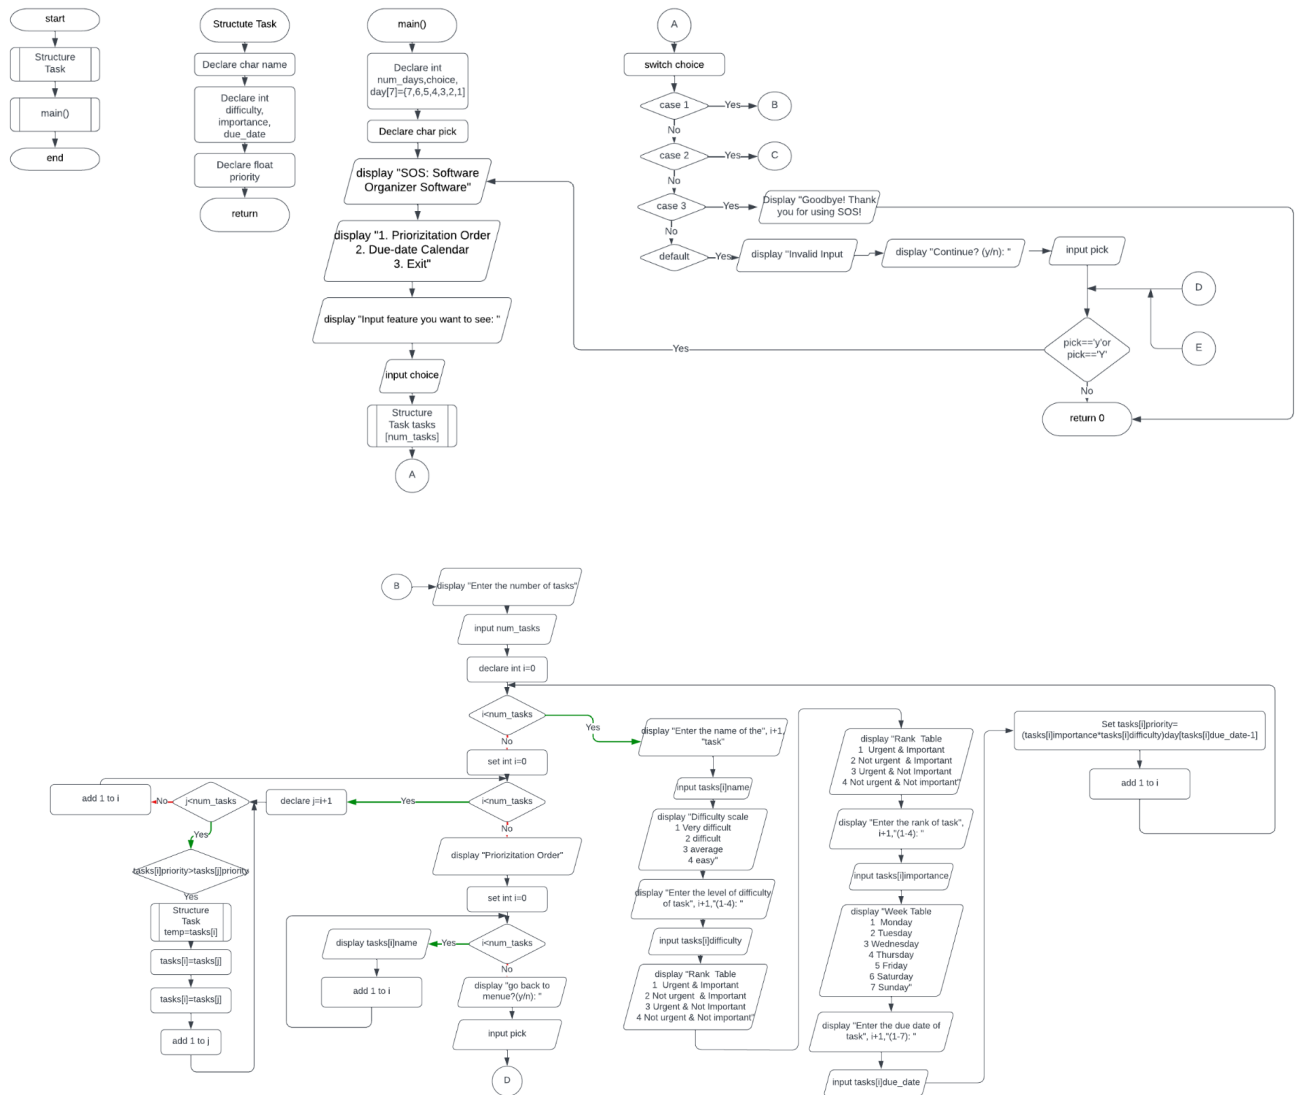 start
Structure
Task
main()
end
Structute Task
Declare char name
Declare int
difficulty,
importance,
due_date
Declare float
priority
return
main()
Declare int
num_days,choice,
day[7]={7,6,5,4,3,2,1]
Declare char pick
display "SOS: Software
Organizer Software"
display "1. Priorizitation Order
2. Due-date Calendar
3. Exit"
display "Input feature you want to see: "
input choice
Structure
Task tasks
[num_tasks]
A
A
switch choice
case 1
Yes
B
No
case 2
Yes
C
No
case 3
Yes
Display "Goodbye! Thank
you for using SOS!
No
default
Yes
display "Invalid Input
display "Continue? (y/n): "
input pick
D
E
pick=='y'or
pick=='Y'
Yes
No
return 0
B
display "Enter the number of tasks"
input num_tasks
declare int i=0
i<num_tasks
Yes
No
set int i=0
i<num_tasks
Yes
declare j=i+1
j<num_tasks
No
add 1 to i
Yes
tasks[i]priority>tasks[j]priority
Yes
Structure
Task
temp=tasks[i]
tasks[i]=tasks[j]
tasks[i]=tasks[j]
add 1 to j
No
display "Priorizitation Order"
set int i=0
i<num_tasks
Yes
display tasks[i]name
add 1 to i
No
display "go back to
menue?(y/n): "
input pick
D
display "Enter the name of the", i+1,
"task"
input tasks[i]name
display "Difficulty scale
1 Very difficult
2 difficult
3 average
4 easy"
display "Enter the level of difficulty
of task", i+1,"(1-4): "
input tasks[i]difficulty
display "Rank  Table
1  Urgent & Important
2 Not urgent  & Important
3 Urgent & Not Important
4 Not urgent & Not important"
display "Rank  Table
1  Urgent & Important
2 Not urgent  & Important
3 Urgent & Not Important
4 Not urgent & Not important"
display "Enter the rank of task",
i+1,"(1-4): "
input tasks[i]importance
display "Week Table
1  Monday
2 Tuesday
3 Wednesday
4 Thursday
5 Friday
6 Saturday
7 Sunday"
display "Enter the due date of
task", i+1,"(1-7): "
input tasks[i]due_date
Set tasks[i]priority=
(tasks[i]importance*tasks[i]difficulty)day[tasks[i]due_date-1]
add 1 to i